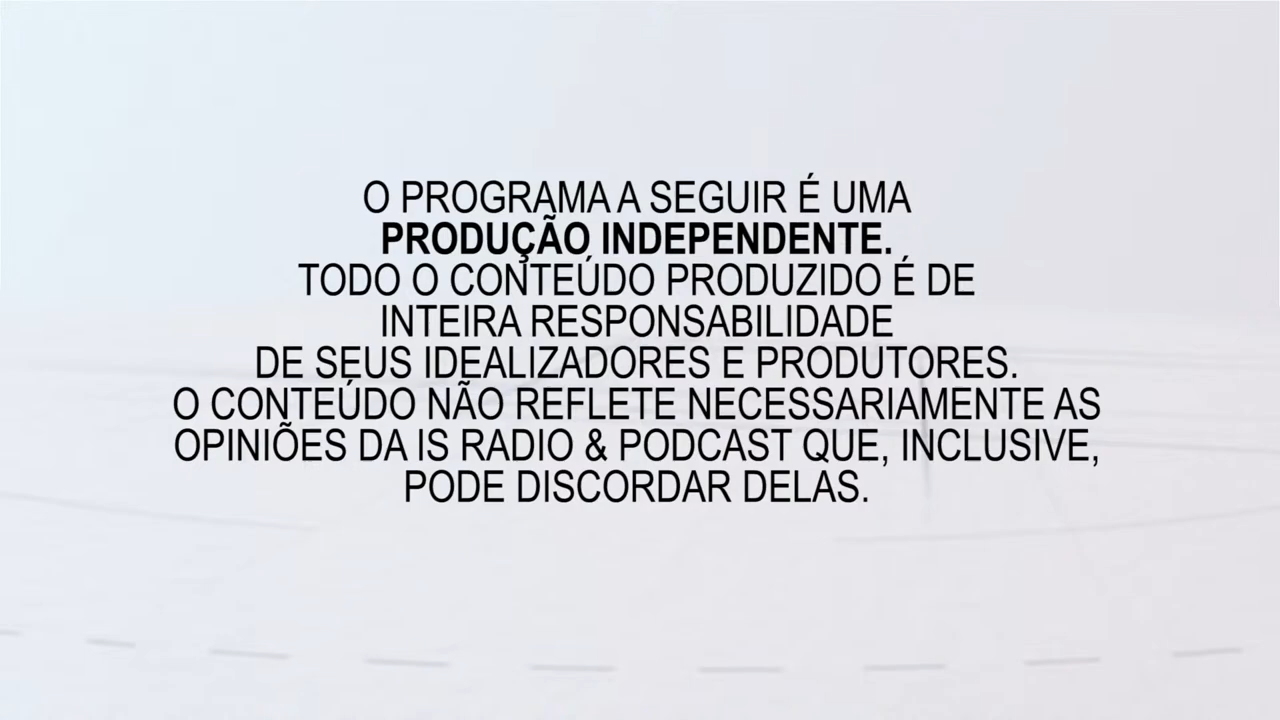 O PROGRAMA A SEGUIR É UMA
PRODUÇÃO INDEPENDENTE.
TODO O CONTEÚDO PRODUZIDO É DE
INTEIRA RESPONSABILIDADE
DE SEUS IDEALIZADORES E PRODUTORES.
O CONTEÚDO NÃO REFLETE NECESSARIAMENTE AS
OPINIÕES DA IS RADIO & PODCAST QUE, INCLUSIVE,
PODE DISCORDAR DELAS.